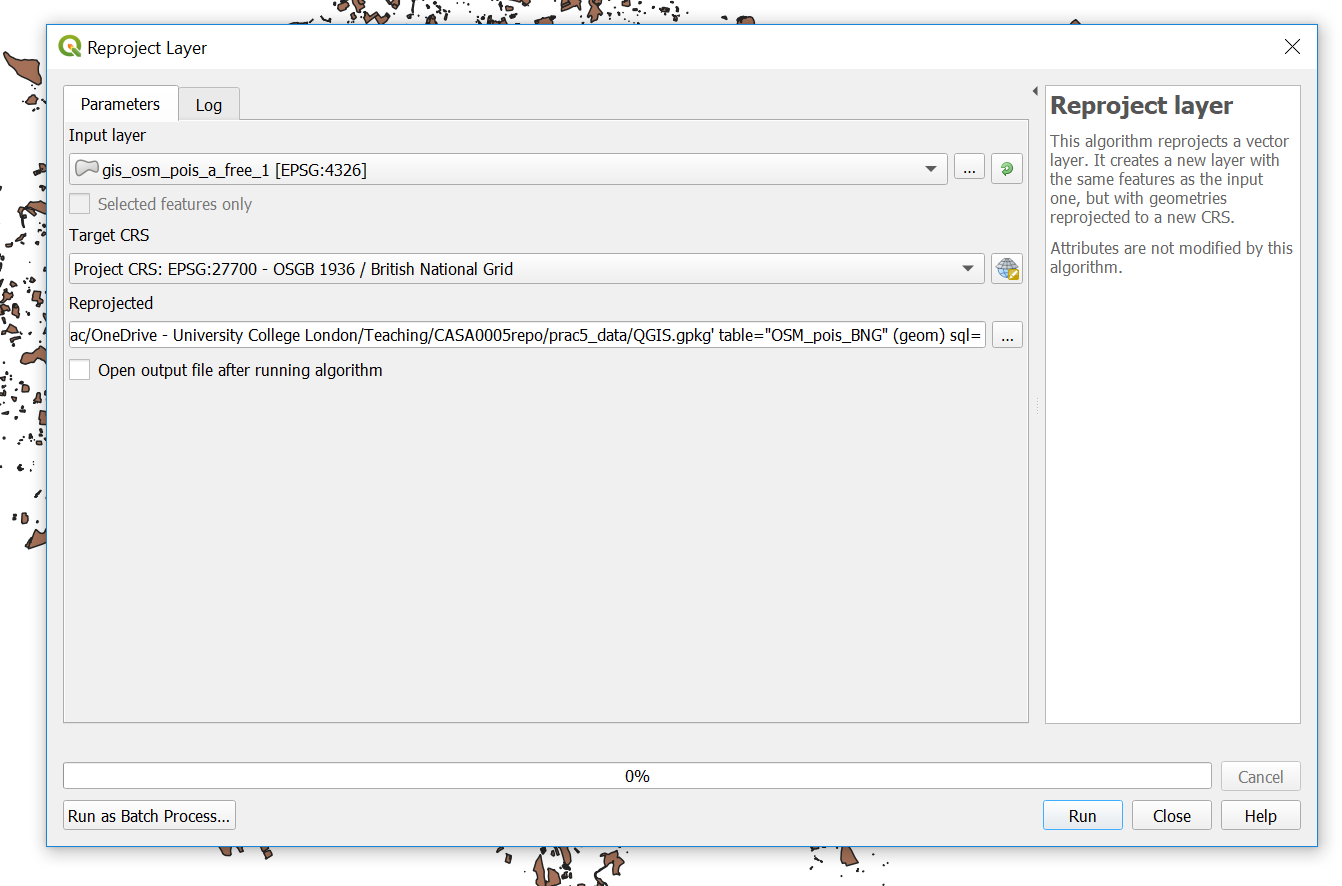 Reproject Layer
Parameters
Log
Input layer
gis_osm_pois_a_free_1 [EPSG:4326]
...
Selected features only
Target CRS
Project CRS: EPSG:27700 - OSGB 1936 / British National Grid
Reprojected
ac/OneDrive - University College London/Teaching/CASA0005repo/prac5_data/QGIS.gpkg' table="OSM_pois_BNG" (geom) sql=
...
Open output file after running algorithm
Reproject layer
This algorithm reprojects a vector
layer. It creates a new layer with
the same features as the input
one, but with geometries
reprojected to a new CRS.
Attributes are not modified by this
algorithm.
0%
Cancel
Run as Batch Process...
Run
Close
Help